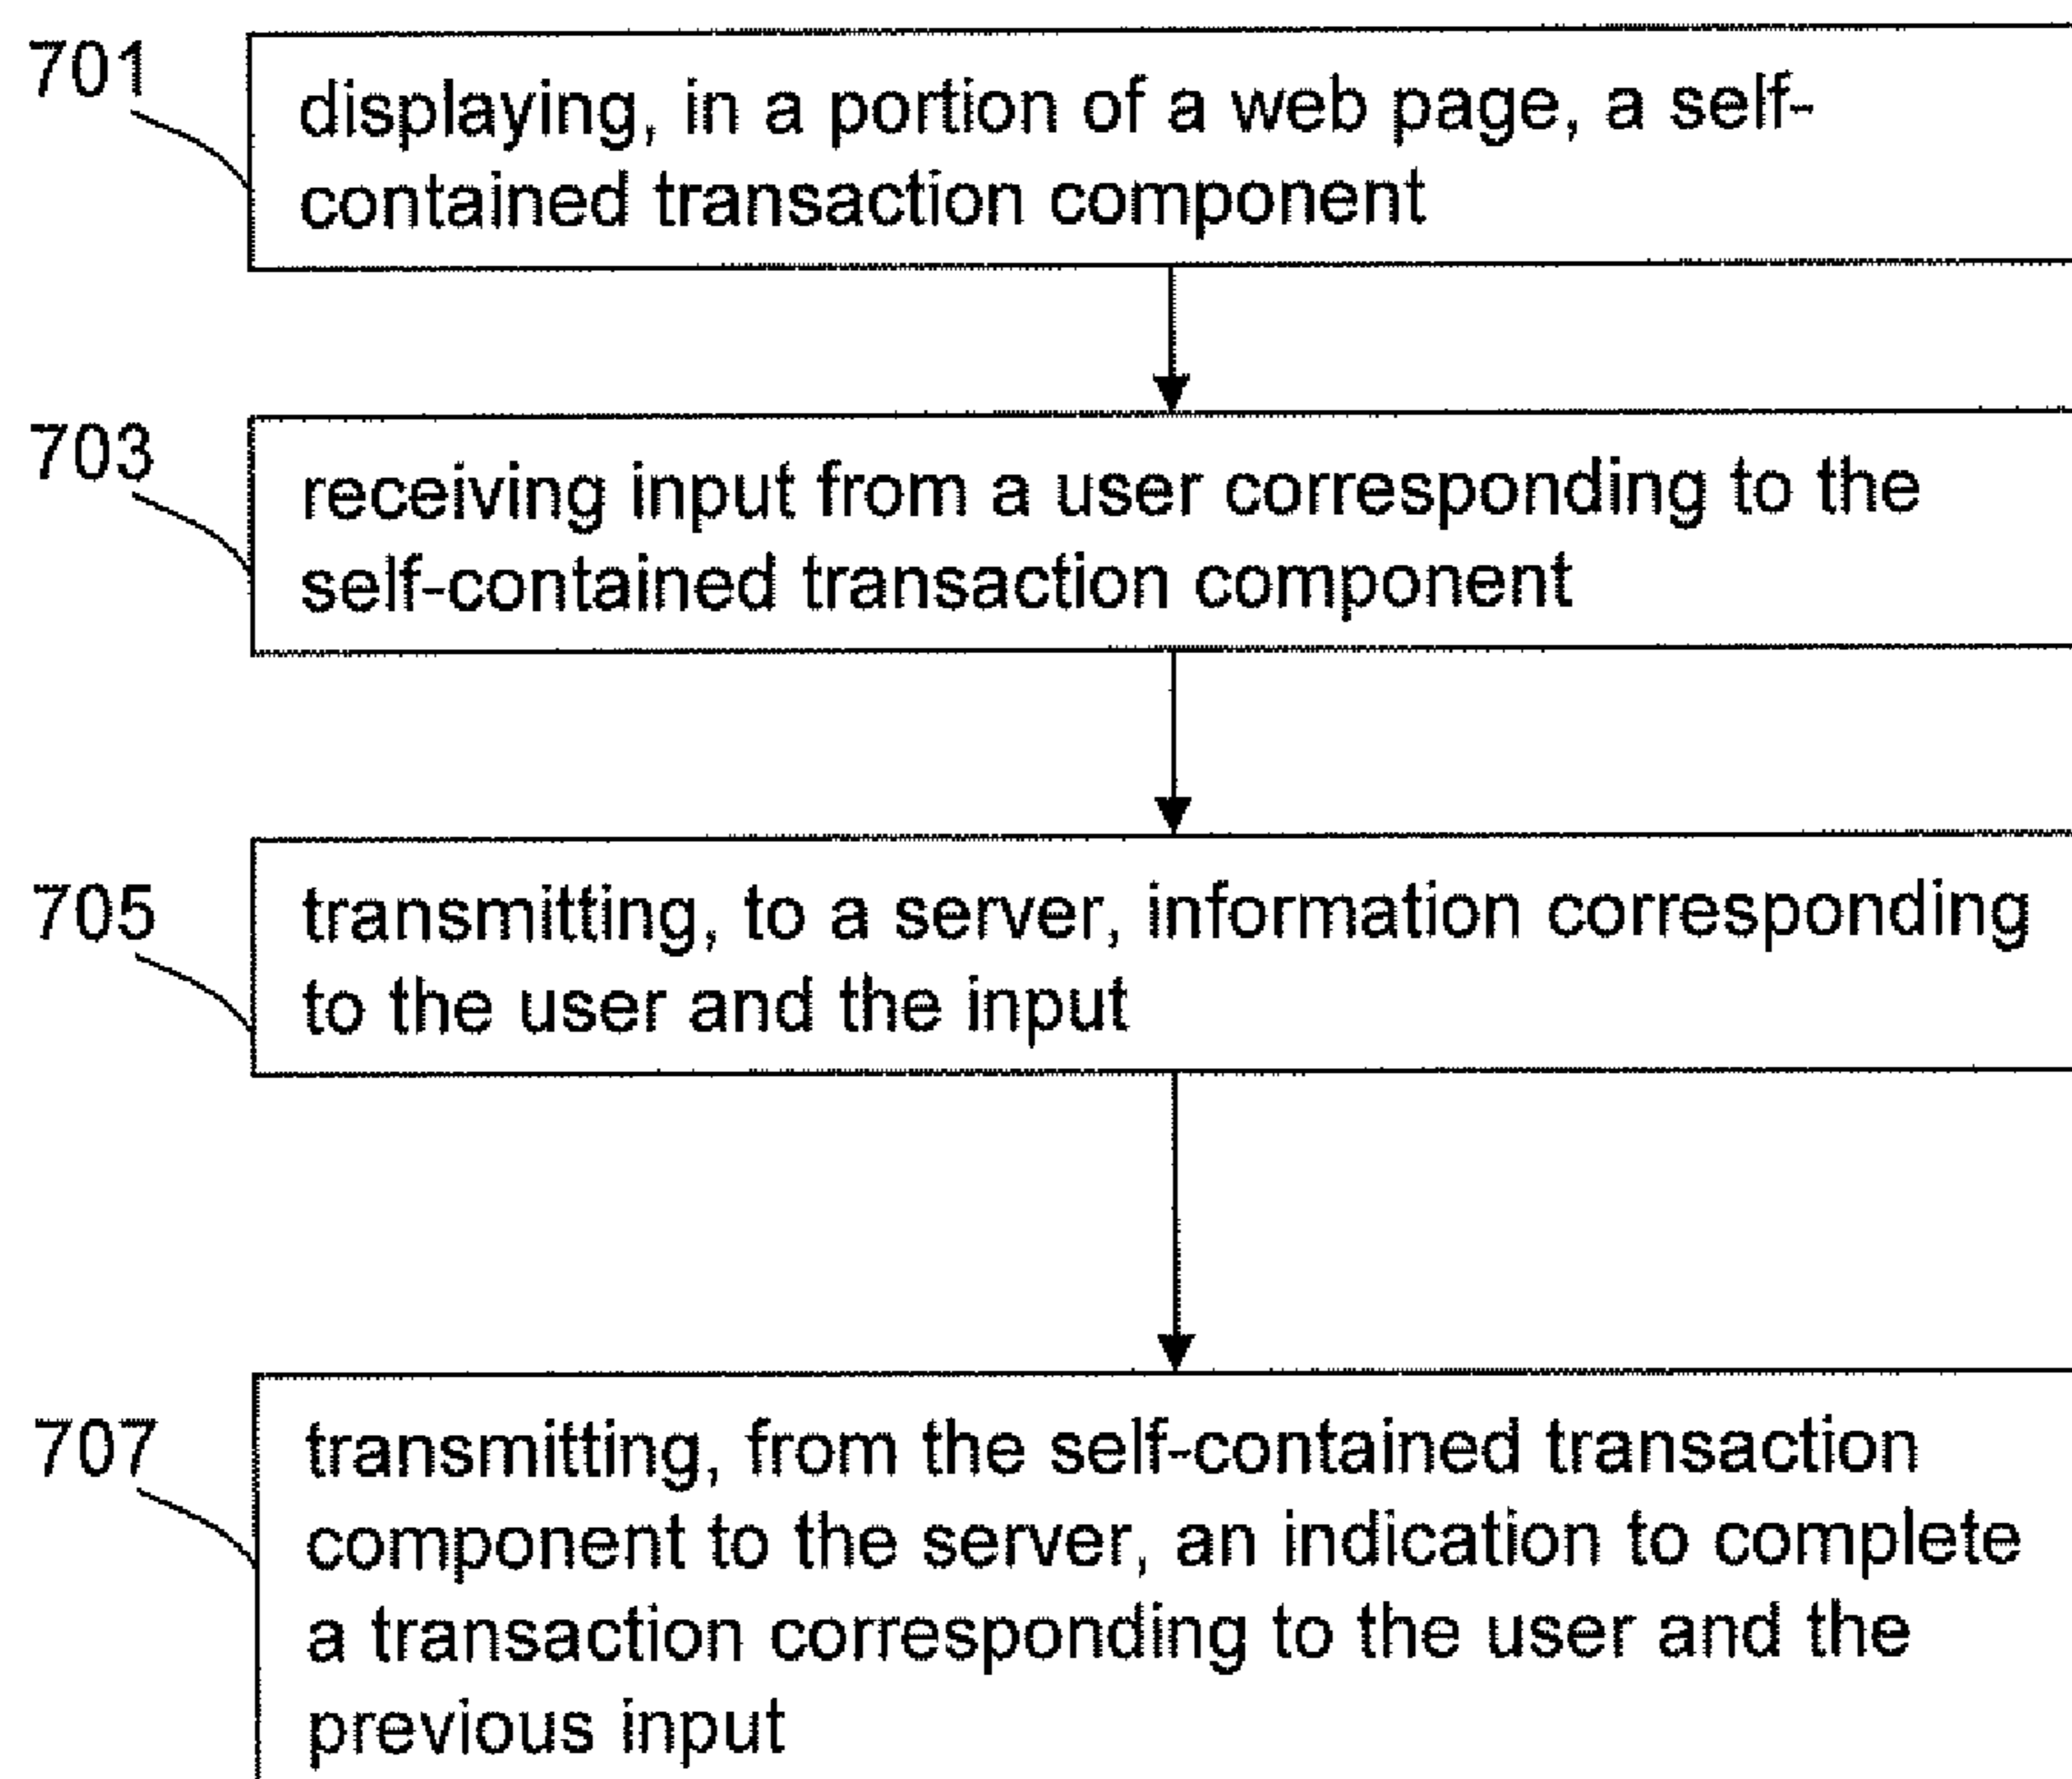 701
displaying, in a portion of a web page, a self-
contained transaction component
703
receiving input from a user corresponding to the
self-contained transaction component
705
transmitting, to a server, information corresponding
to the user and the input
707
transmitting, from the self-contained transaction
component to the server, an indication to complete
a transaction corresponding to the user and the
previous input